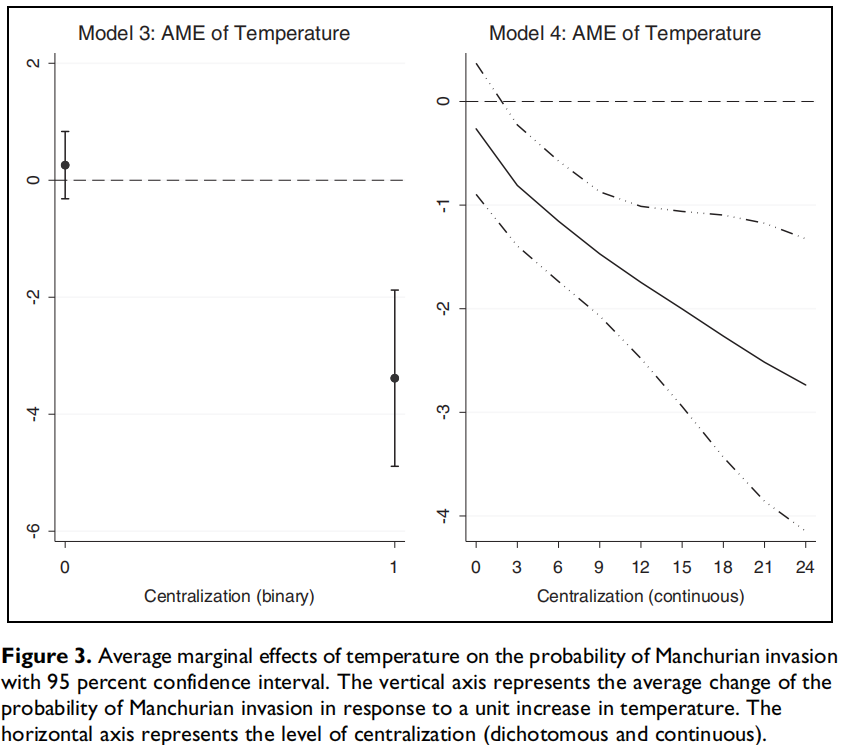 Model 3: AME of Temperature
2
0
-2
-4
-6
0
1
Centralization (binary)
Model 4: AME of Temperature
0
-1
-2
-3
-4
0 3 6 9 12 15 18 21 24
Centralization (continuous)
Figure 3. Average marginal effects of temperature on the probability of Manchurian invasion
with 95 percent confidence interval. The vertical axis represents the average change of the
probability of Manchurian invasion in response to a unit increase in temperature. The
horizontal axis represents the level of centralization (dichotomous and continuous).